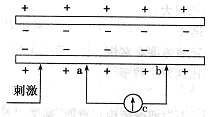 + + + + +
− − − − −
− − − − −
+ + a + + b +
刺激 c